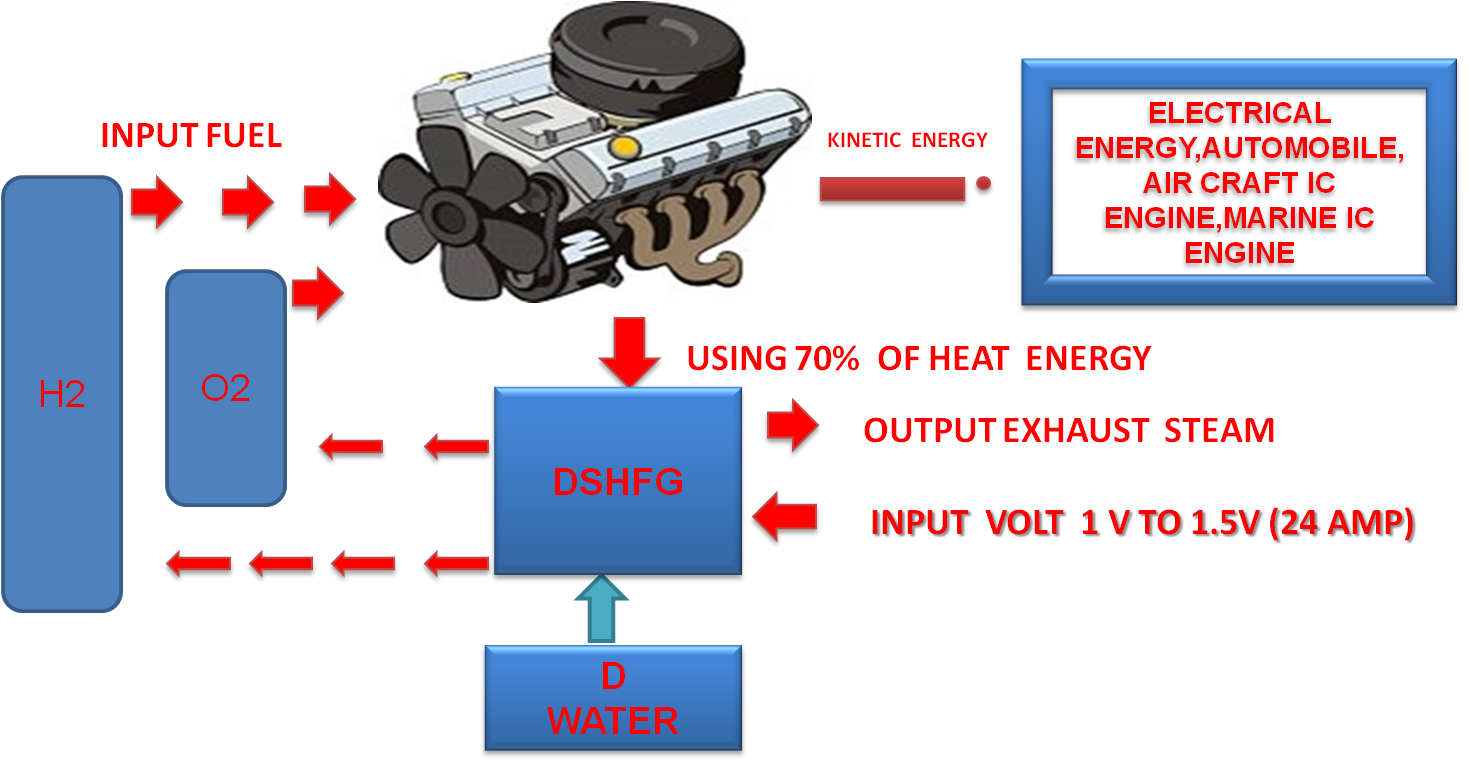 INPUT FUEL
KINETIC ENERGY
ELECTRICAL
ENERGY,AUTOMOBILE,
AIR CRAFT IC
ENGINE,MARINE IC
ENGINE
H2
O2
USING 70% OF HEAT ENERGY
OUTPUT EXHAUST STEAM
DSHFG
INPUT VOLT 1 V TO 1.5V (24 AMP)
D
WATER